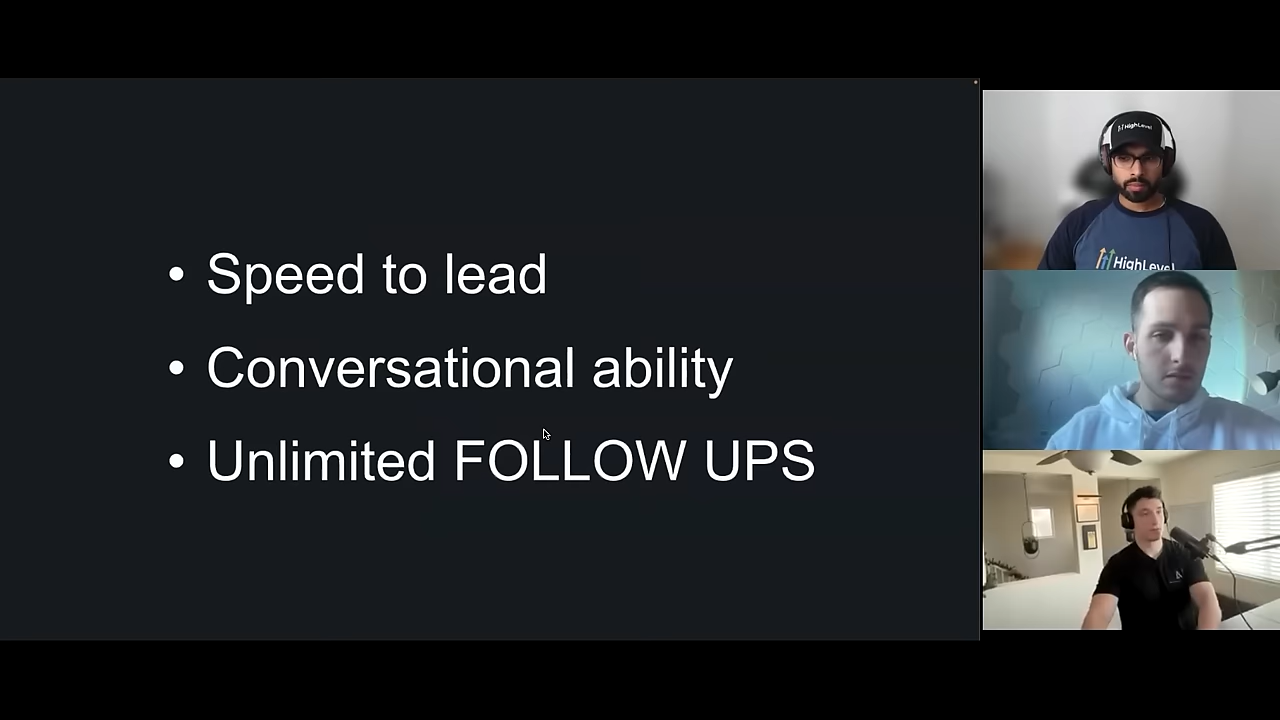 • Speed to lead
• Conversational ability
• Unlimited FOLLOW UPS
HighLevel
HighLevel